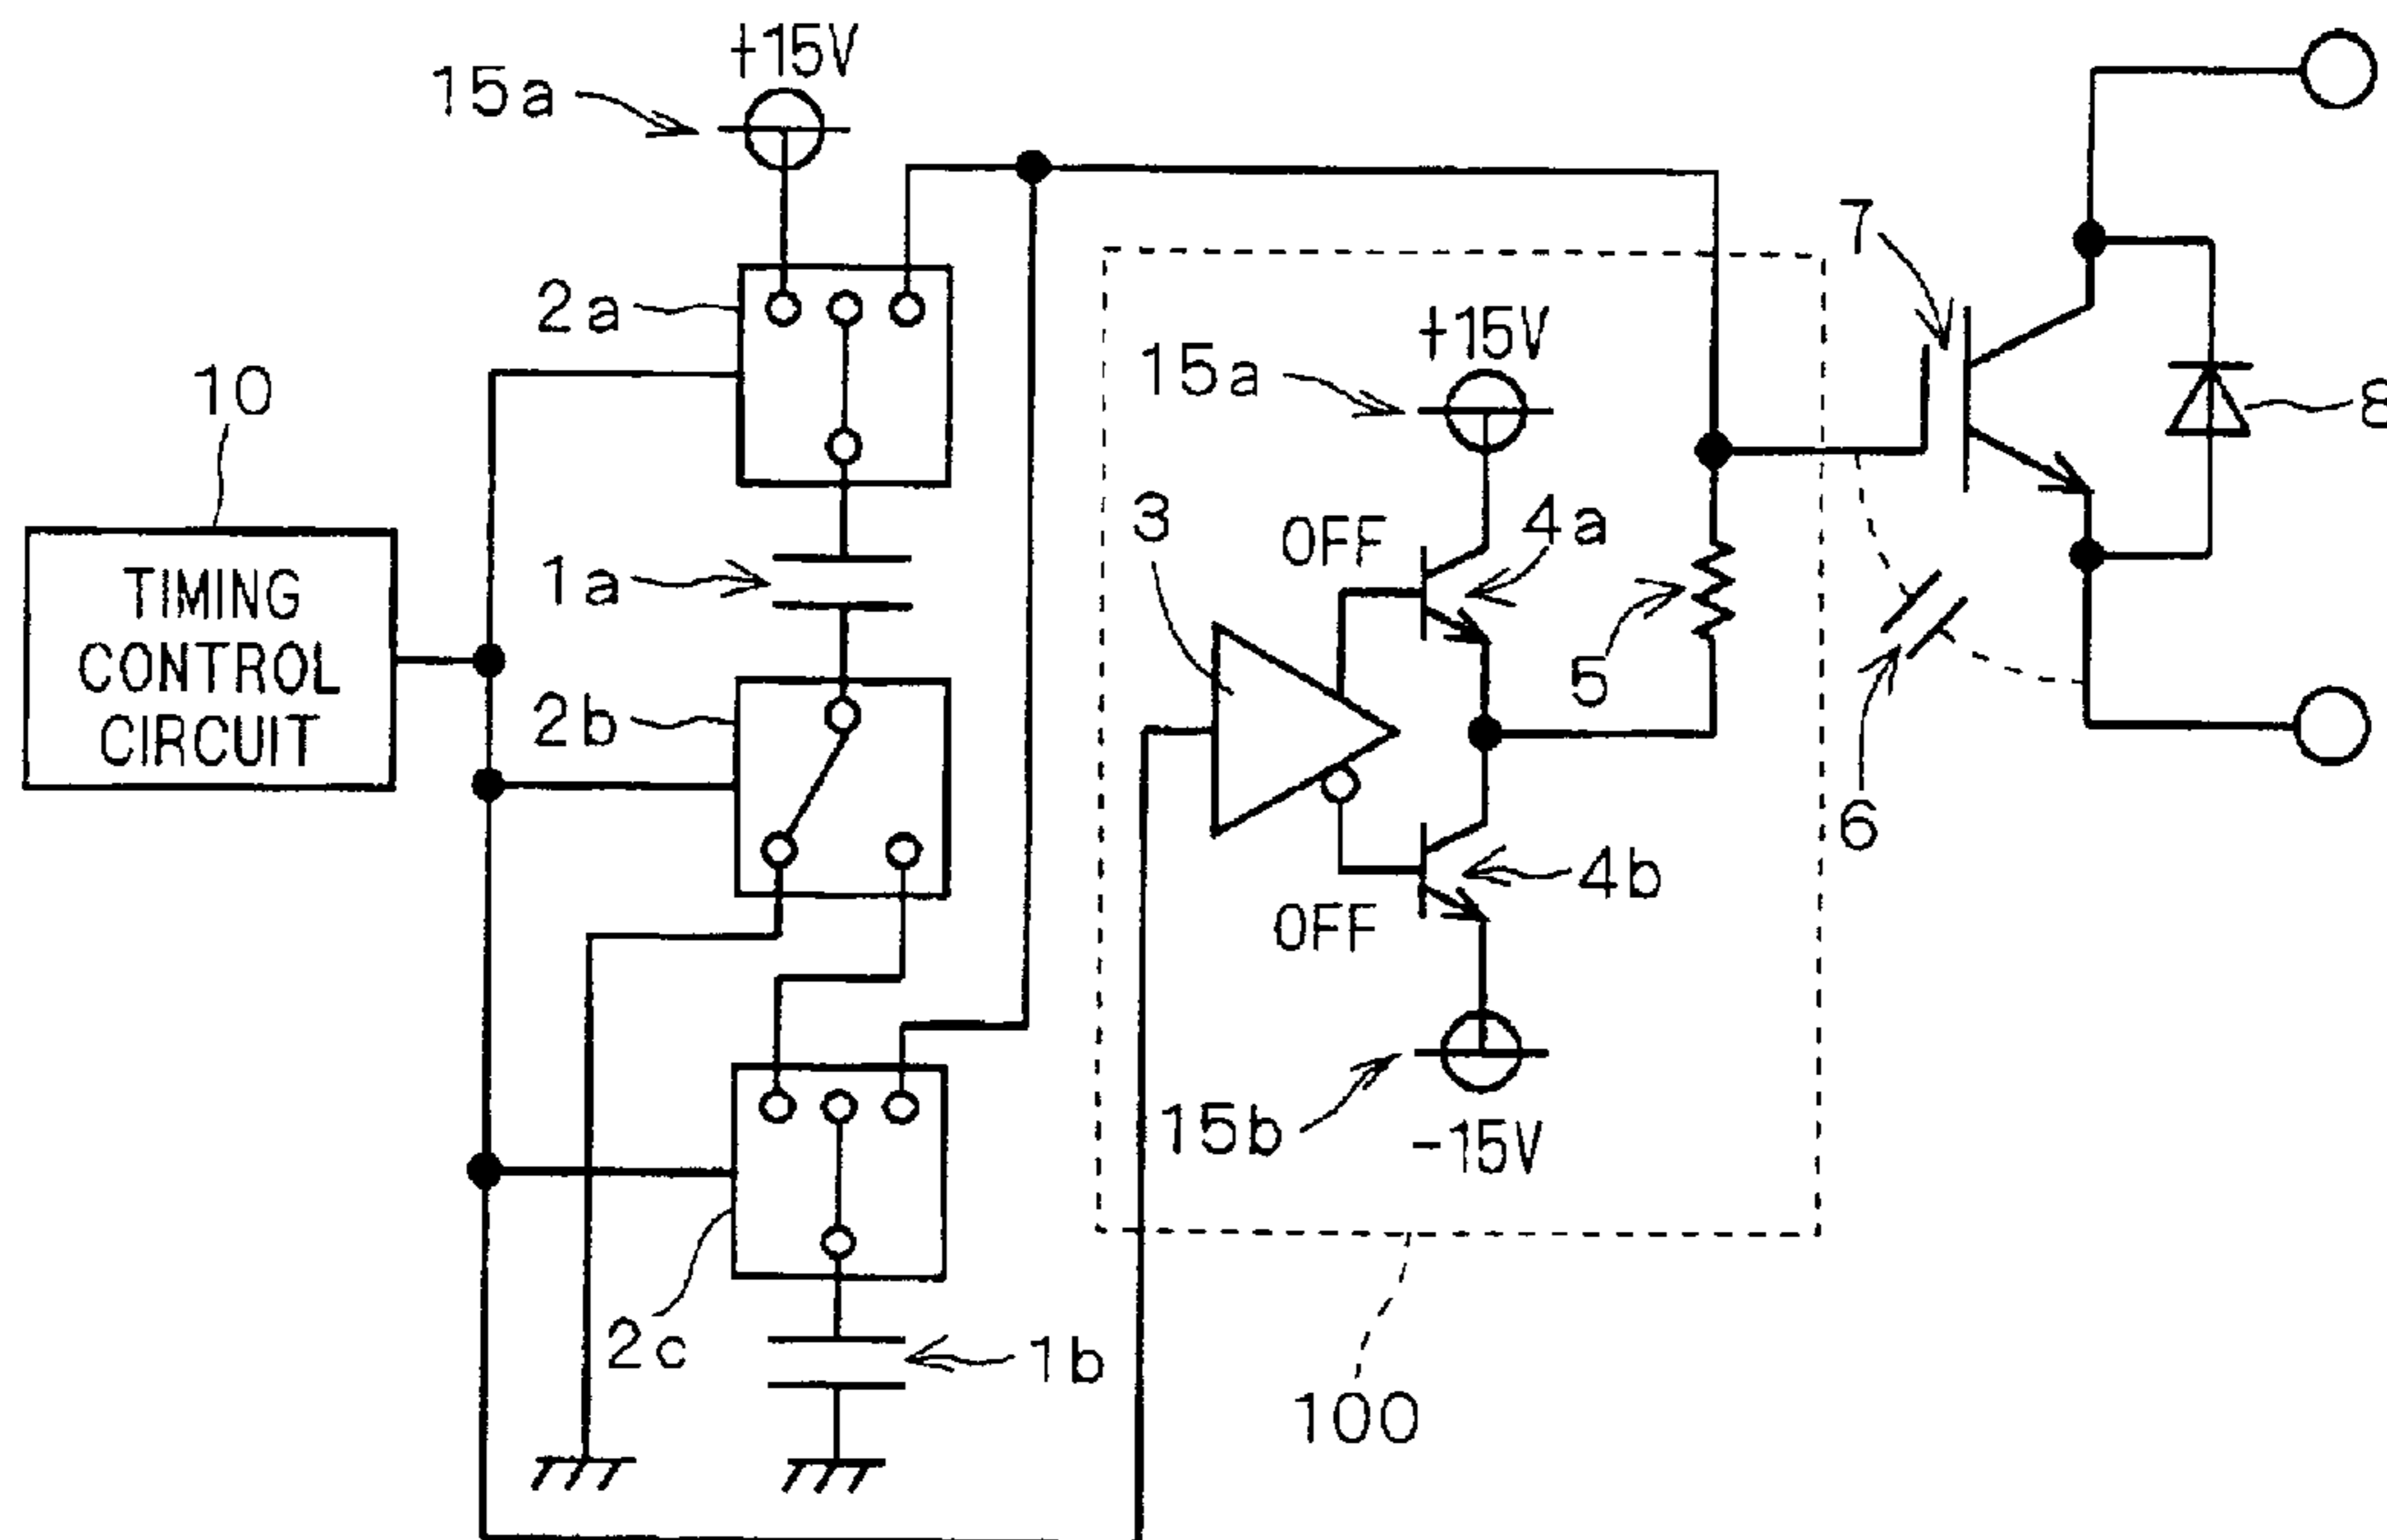 +15V
15a
7
2a
+15V
15a
10
8
3
OFF
4a
1a
TIMING
CONTROL
CIRCUIT
5
2b
6
4b
OFF
15b
-15V
2c
1b
100